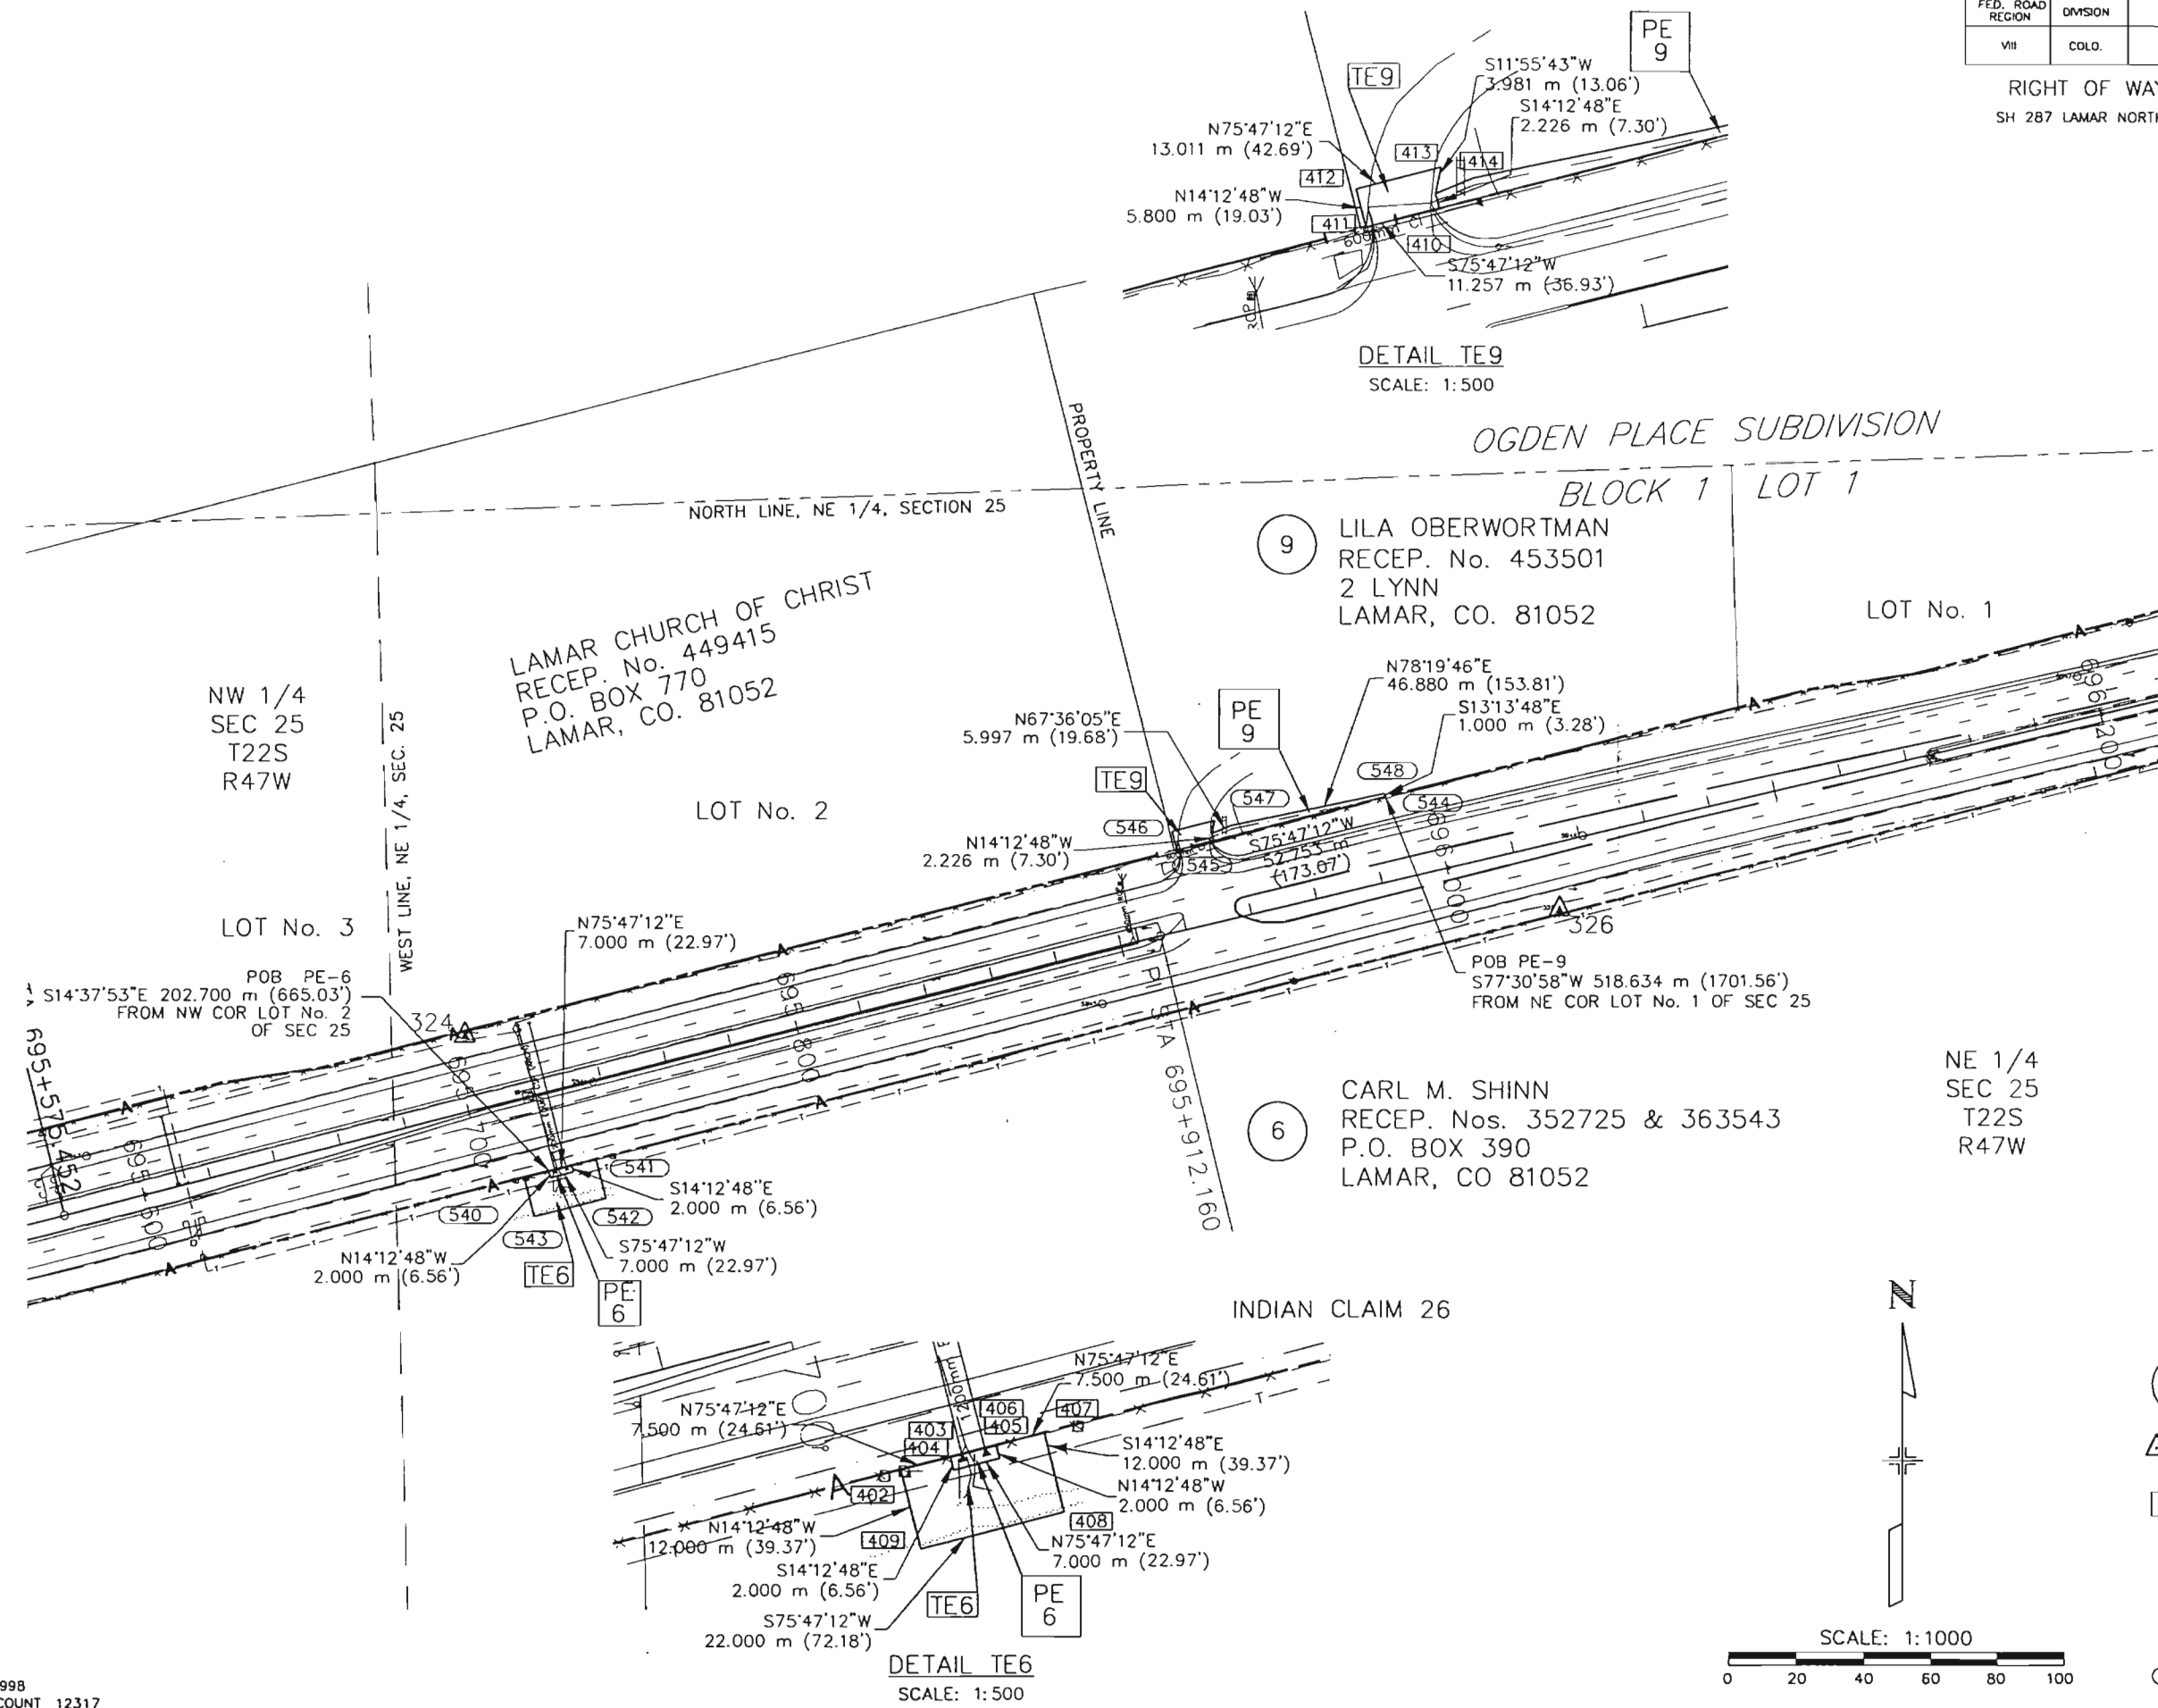 FED. ROAD REGION
DIVISION
VIII
COLO.
RIGHT OF WAY
SH 287 LAMAR NORTH
PE
9
TE9
S11°55'43"W
3.981 m (13.06')
S14°12'48"E
2.226 m (7.30')
N75°47'12"E
13.011 m (42.69')
413
414
412
N14°12'48"W
5.800 m (19.03')
411
410
S75°47'12"W
11.257 m (36.93')
DETAIL TE9
SCALE: 1:500
PROPERTY LINE
OGDEN PLACE SUBDIVISION
BLOCK 1 LOT 1
NORTH LINE, NE 1/4, SECTION 25
9
LILA OBERWORTMAN
RECEP. No. 453501
2 LYNN
LAMAR, CO. 81052
LOT No. 1
LAMAR CHURCH OF CHRIST
RECEP. No. 449415
P.O. BOX 770
LAMAR, CO. 81052
NW 1/4
SEC 25
T22S
R47W
WEST LINE, NE 1/4, SEC. 25
N78°19'46"E
46.880 m (153.81')
S13°13'48"E
1.000 m (3.28')
N67°36'05"E
5.997 m (19.68')
PE
9
TE9
548
547
544
546
545
LOT No. 2
N14°12'48"W
2.226 m (7.30')
S75°47'12"W
52.753 m
(173.07')
696+200
696+000
326
LOT No. 3
N75°47'12"E
7.000 m (22.97')
POB PE-6
S14°37'53"E 202.700 m (665.03')
FROM NW COR LOT No. 2
OF SEC 25
324
POB PE-9
S77°30'58"W 518.634 m (1701.56')
FROM NE COR LOT No. 1 OF SEC 25
695+575.452
695+600
695+700
695+800
STA 695+912.160
6
CARL M. SHINN
RECEP. Nos. 352725 & 363543
P.O. BOX 390
LAMAR, CO 81052
NE 1/4
SEC 25
T22S
R47W
541
S14°12'48"E
2.000 m (6.56')
540
542
543
N14°12'48"W
2.000 m (6.56')
S75°47'12"W
7.000 m (22.97')
TE6
PE
6
INDIAN CLAIM 26
N
N75°47'12"E
7.500 m (24.61')
N75°47'12"E
7.500 m (24.61')
1200mm
406
407
403
405
404
S14°12'48"E
12.000 m (39.37')
402
N14°12'48"W
2.000 m (6.56')
N14°12'48"W
12.000 m (39.37')
409
408
N75°47'12"E
7.000 m (22.97')
S14°12'48"E
2.000 m (6.56')
TE6
PE
6
S75°47'12"W
22.000 m (72.18')
DETAIL TE6
SCALE: 1:500
SCALE: 1:1000
0 20 40 60 80 100
998
COUNT 12317